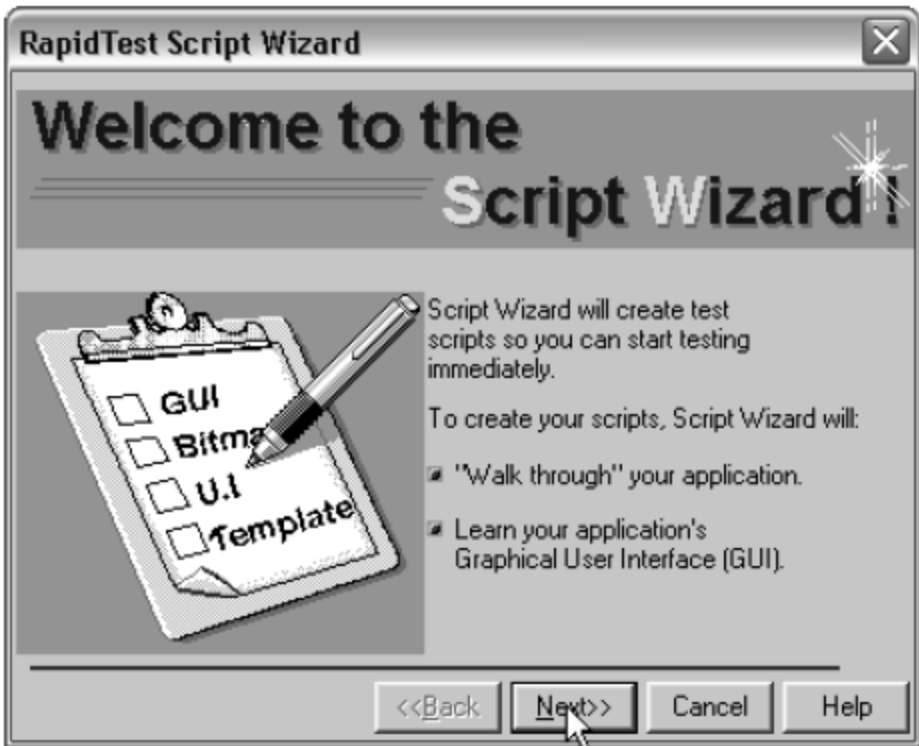 RapidTest Script Wizard
Welcome to the
Script Wizard !
GUI
Bitma
U.I
Template
Script Wizard will create test
scripts so you can start testing
immediately.
To create your scripts, Script Wizard will:
"Walk through" your application.
Learn your application's
Graphical User Interface (GUI).
<<Back
Next>>
Cancel
Help